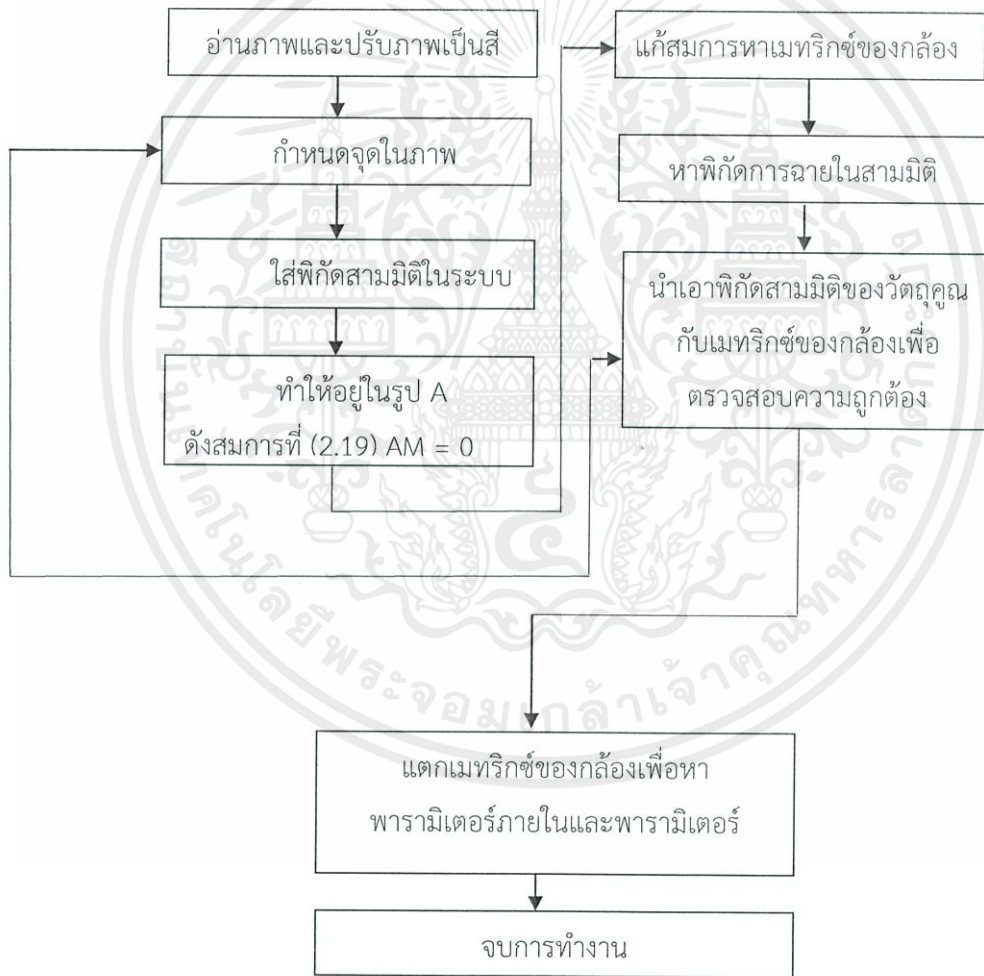 อ่านภาพและปรับภาพเป็นสี
กำหนดจุดในภาพ
ใส่พิกัดสามมิติในระบบ
ทำให้อยู่ในรูป A
ดังสมการที่ (2.19) AM = 0
แก้สมการหาเมทริกซ์ของกล้อง
หาพิกัดการฉายในสามมิติ
นำเอาพิกัดสามมิติของวัตถุคูณ
กับเมทริกซ์ของกล้องเพื่อ
ตรวจสอบความถูกต้อง
แตกเมทริกซ์ของกล้องเพื่อหา
พารามิเตอร์ภายในและพารามิเตอร์
จบการทำงาน